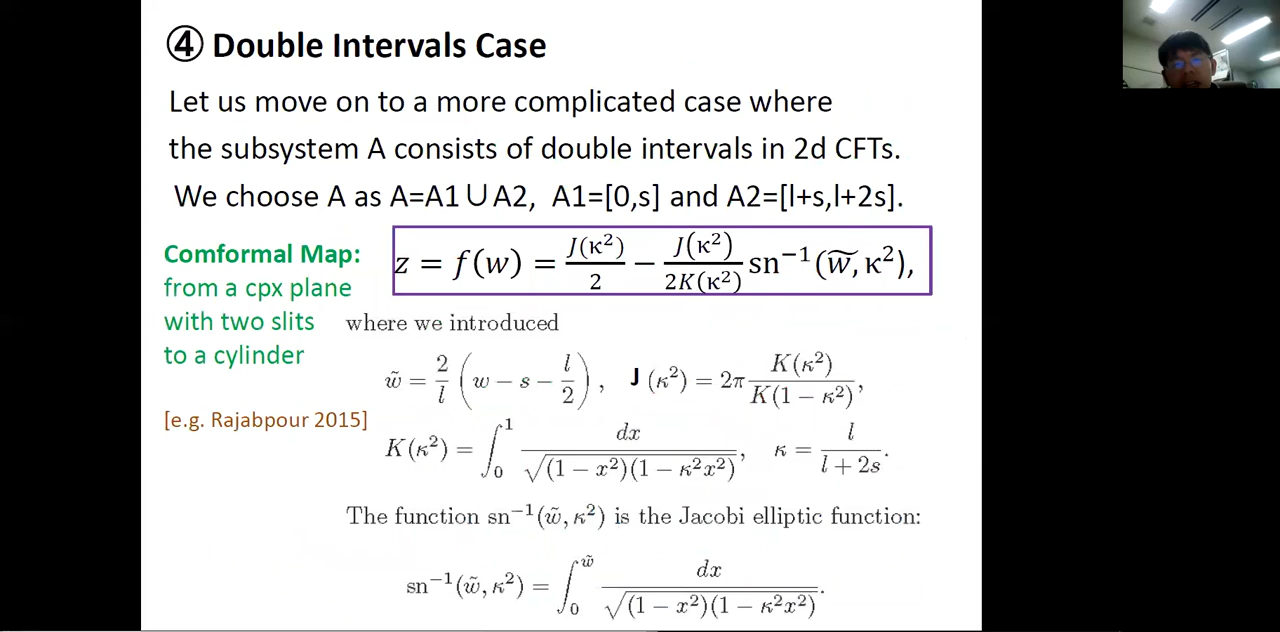 ④ Double Intervals Case
Let us move on to a more complicated case where
the subsystem A consists of double intervals in 2d CFTs.
We choose A as A=A1∪A2, A1=[0,s] and A2=[l+s,l+2s].
Comformal Map:
from a cpx plane
with two slits
to a cylinder
[e.g. Rajabpour 2015]
z = f(w) = J(κ²)/2 − J(κ²)/2K(κ²) sn⁻¹(w̃, κ²),
where we introduced
w̃ = 2/l (w − s − l/2), J (κ²) = 2π K(κ²)/K(1 − κ²),
K(κ²) = ∫₀¹ dx/√((1 − x²)(1 − κ²x²)), κ = l/(l + 2s).
The function sn⁻¹(w̃, κ²) is the Jacobi elliptic function:
sn⁻¹(w̃, κ²) = ∫₀^w̃ dx/√((1 − x²)(1 − κ²x²)).